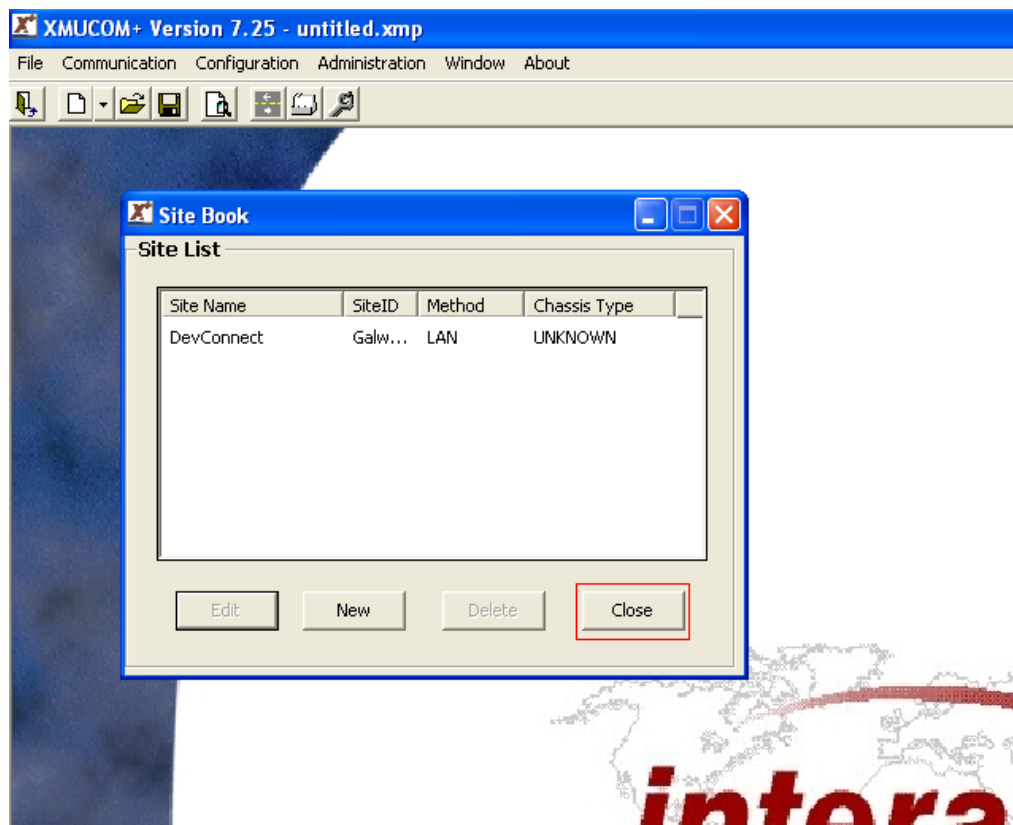 XMUCOM+ Version 7.25 - untitled.xmp
File Communication Configuration Administration Window About
Site Book
Site List
Site Name SiteID Method Chassis Type
DevConnect Galw... LAN UNKNOWN
Edit New Delete Close
intera